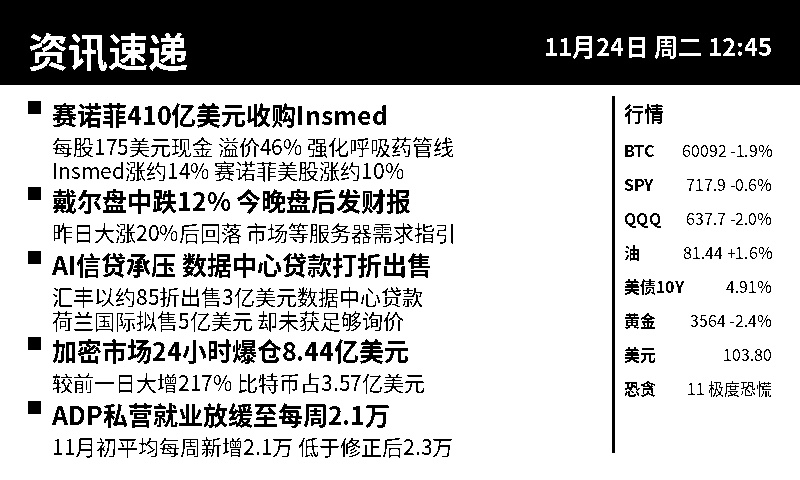 资讯速递
11月24日 周二 12:45
赛诺菲410亿美元收购Insmed
每股175美元现金 溢价46% 强化呼吸药管线
Insmed涨约14% 赛诺菲美股涨约10%
戴尔盘中跌12% 今晚盘后发财报
昨日大涨20%后回落 市场等服务器需求指引
AI信贷承压 数据中心贷款打折出售
汇丰以约85折出售3亿美元数据中心贷款
荷兰国际拟售5亿美元 却未获足够询价
加密市场24小时爆仓8.44亿美元
较前一日大增217% 比特币占3.57亿美元
ADP私营就业放缓至每周2.1万
11月初平均每周新增2.1万 低于修正后2.3万
行情
BTC 60092 -1.9%
SPY 717.9 -0.6%
QQQ 637.7 -2.0%
油 81.44 +1.6%
美债10Y 4.91%
黄金 3564 -2.4%
美元 103.80
恐贪 11 极度恐慌